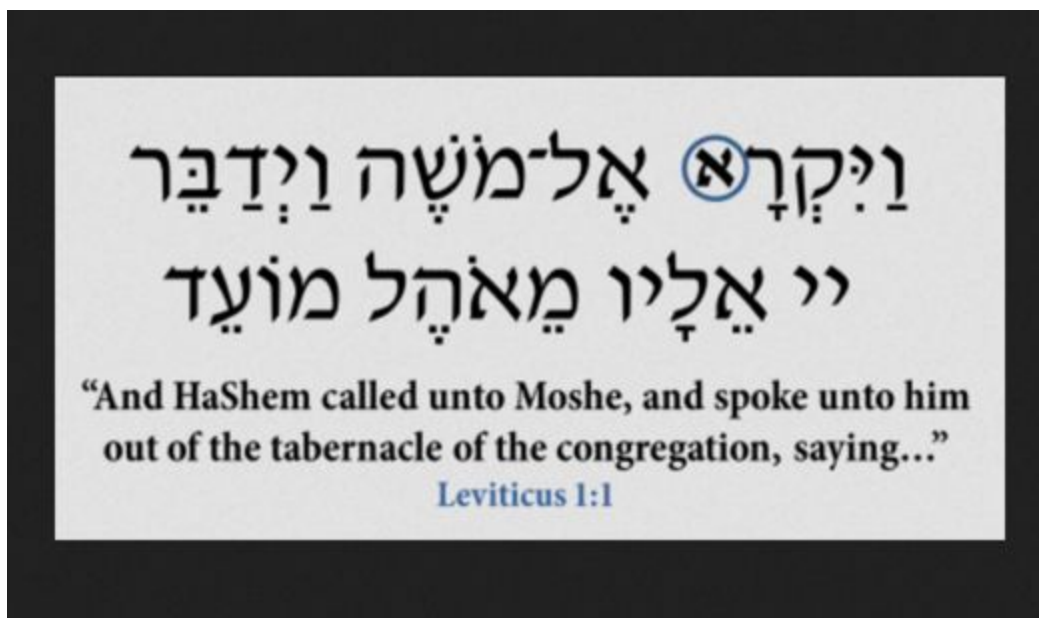 וַיִּקְרָא אֶל־מֹשֶׁה וַיְדַבֵּר
יי אֵלָיו מֵאֹהֶל מוֹעֵד
“And HaShem called unto Moshe, and spoke unto him
out of the tabernacle of the congregation, saying...”
Leviticus 1:1